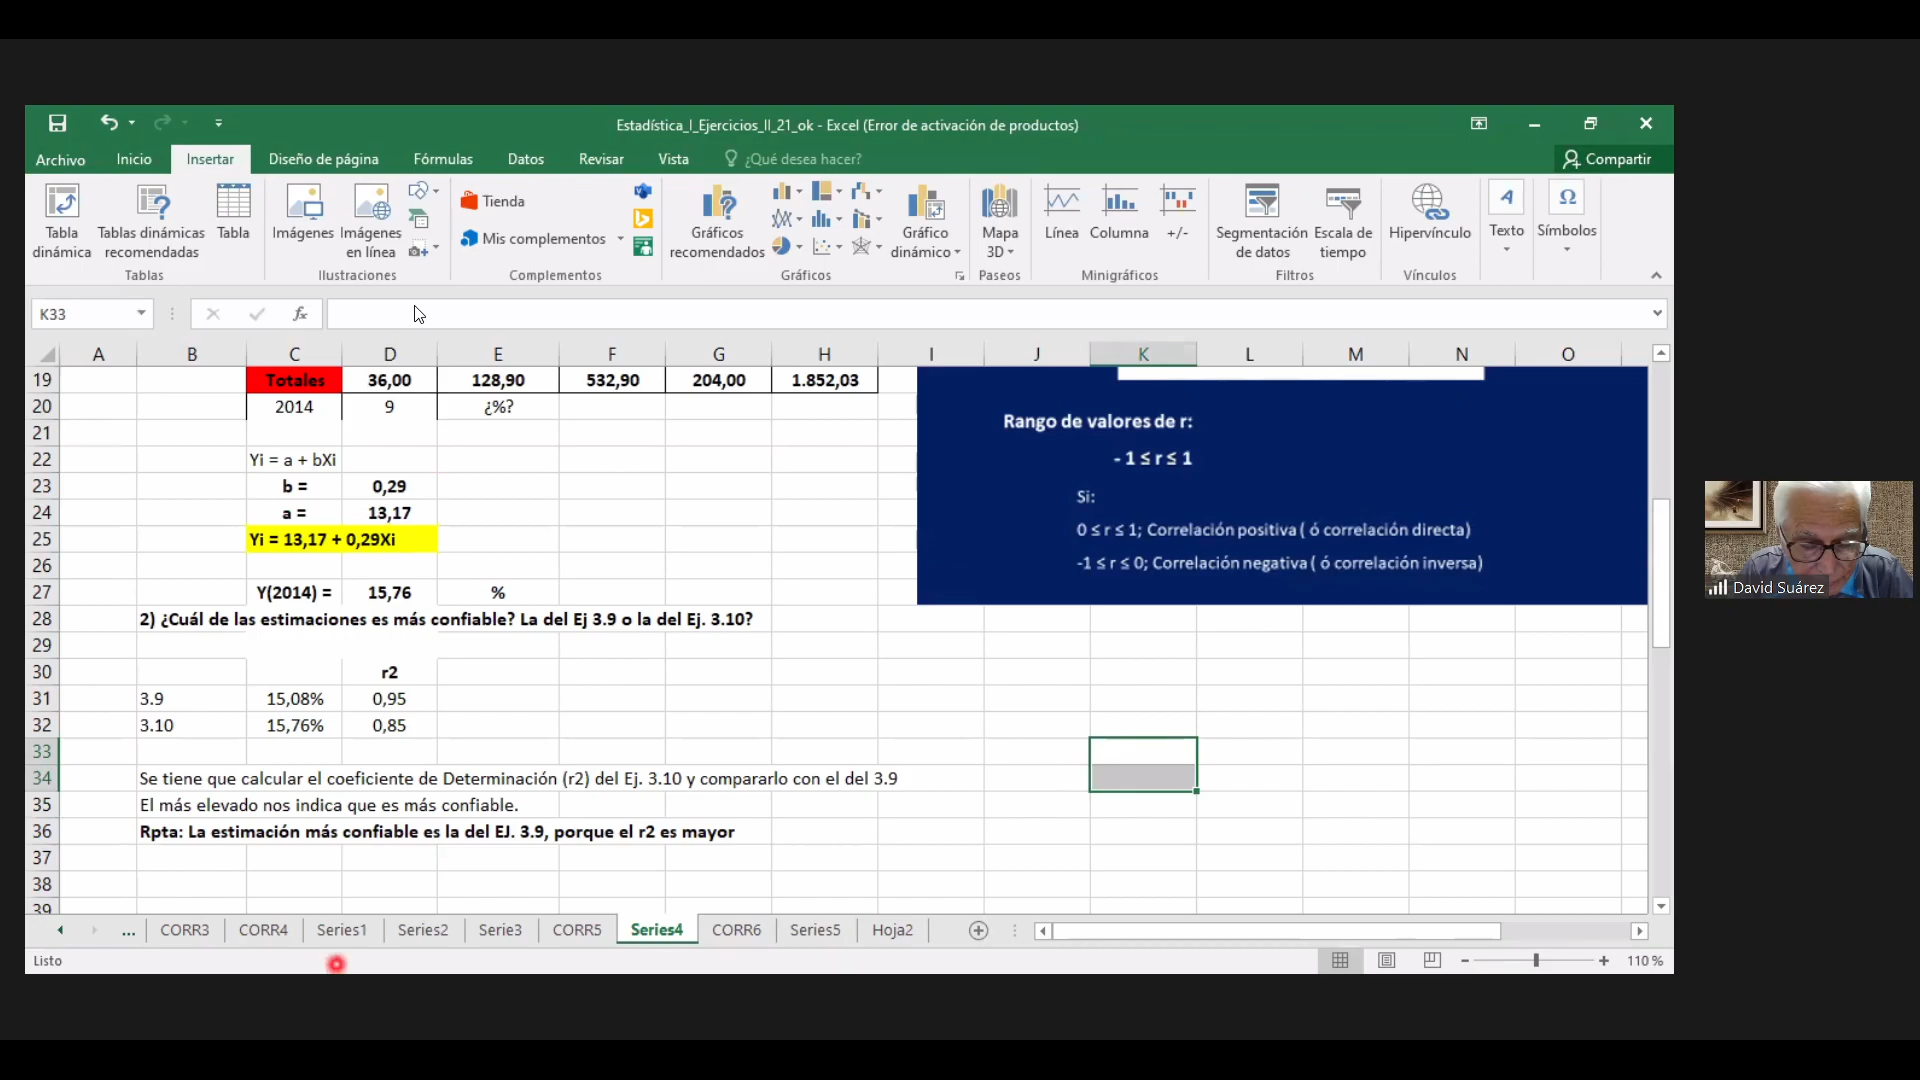 Estadística_I_Ejercicios_II_21_ok - Excel (Error de activación de productos)
Archivo Inicio Insertar Diseño de página Fórmulas Datos Revisar Vista ¿Qué desea hacer? Compartir
Tabla dinámica
Tablas dinámicas recomendadas
Tabla
Tablas
Imágenes
Imágenes en línea
Ilustraciones
Tienda
Mis complementos
Complementos
Gráficos recomendados
Gráfico dinámico
Gráficos
Mapa 3D
Paseos
Línea
Columna
+/-
Minigráficos
Segmentación de datos
Escala de tiempo
Filtros
Hipervínculo
Vínculos
A
Texto
Ω
Símbolos
K33 fx
A B C D E F G H I J K L M N O
19 Totales 36,00 128,90 532,90 204,00 1.852,03
20 2014 9 ¿%?
21
22 Yi = a + bXi
23 b = 0,29
24 a = 13,17
25 Yi = 13,17 + 0,29Xi
26
27 Y(2014) = 15,76 %
28 2) ¿Cuál de las estimaciones es más confiable? La del Ej 3.9 o la del Ej. 3.10?
29
30 r2
31 3.9 15,08% 0,95
32 3.10 15,76% 0,85
33
34 Se tiene que calcular el coeficiente de Determinación (r2) del Ej. 3.10 y compararlo con el del 3.9
35 El más elevado nos indica que es más confiable.
36 Rpta: La estimación más confiable es la del EJ. 3.9, porque el r2 es mayor
37
38
39
Rango de valores de r:
- 1 ≤ r ≤ 1
Si:
0 ≤ r ≤ 1; Correlación positiva ( ó correlación directa)
-1 ≤ r ≤ 0; Correlación negativa ( ó correlación inversa)
David Suárez
... CORR3 CORR4 Series1 Series2 Serie3 CORR5 Series4 CORR6 Series5 Hoja2
Listo
110 %